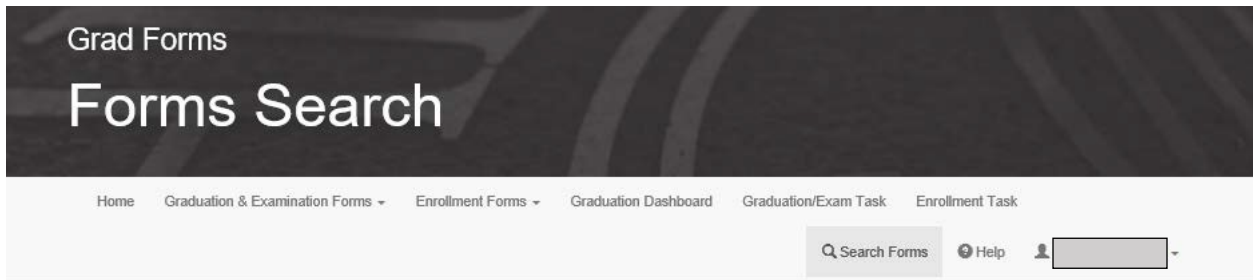 Grad Forms
Forms Search
Home Graduation & Examination Forms Enrollment Forms Graduation Dashboard Graduation/Exam Task Enrollment Task
Search Forms Help